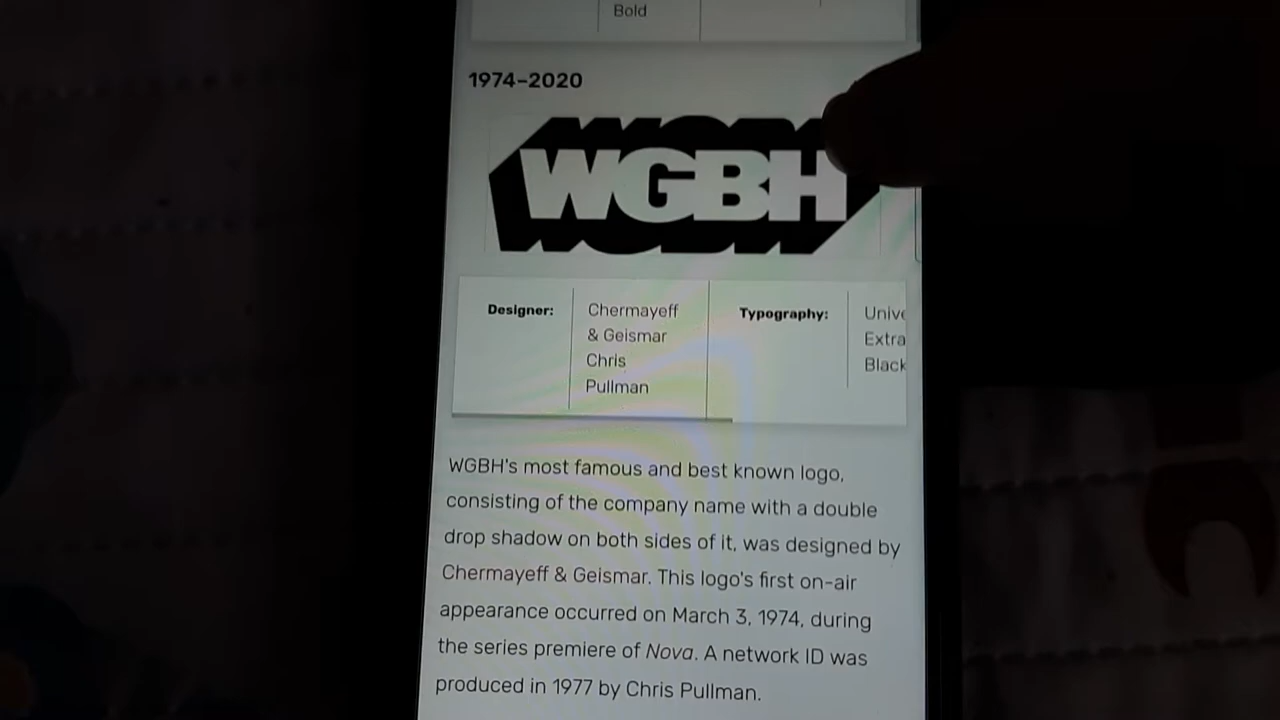 Bold
1974–2020
WGBH
Designer:
Chermayeff
& Geismar
Chris
Pullman
Typography:
Extra
Black
WGBH's most famous and best known logo,
consisting of the company name with a double
drop shadow on both sides of it, was designed by
Chermayeff & Geismar. This logo's first on-air
appearance occurred on March 3, 1974, during
the series premiere of Nova. A network ID was
produced in 1977 by Chris Pullman.